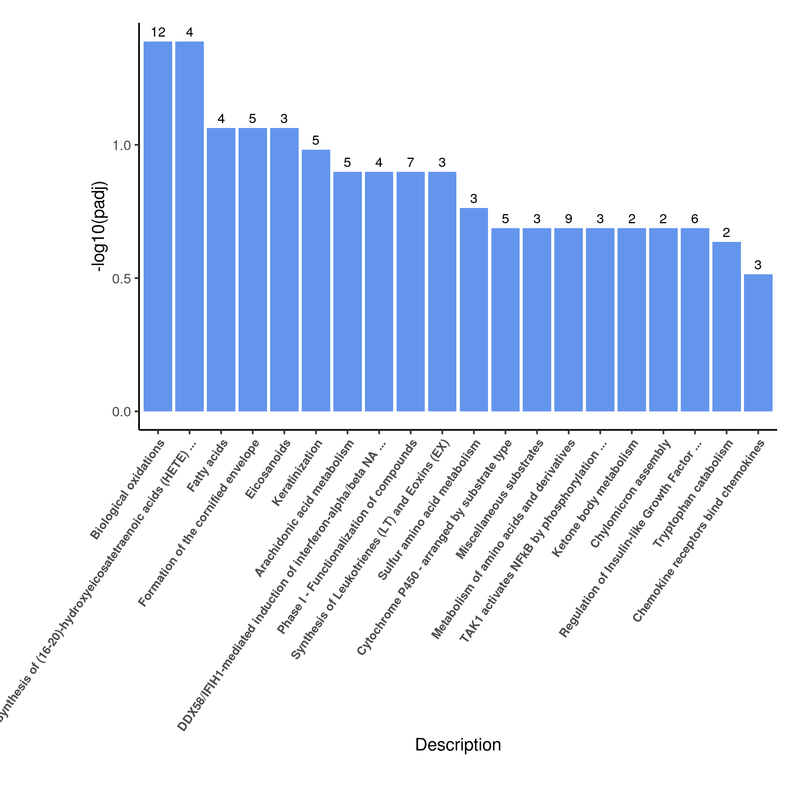 12
4
4
5
3
5
5
4
7
3
3
5
3
9
3
2
2
6
2
3
-log10(padj)
1.0
0.5
0.0
Biological oxidations
Synthesis of (16-20)-hydroxyeicosatetraenoic acids (HETE) ...
Fatty acids
Formation of the cornified envelope
Eicosanoids
Keratinization
Arachidonic acid metabolism
DDX58/IFIH1-mediated induction of interferon-alpha/beta NA ...
Phase I - Functionalization of compounds
Synthesis of Leukotrienes (LT) and Eoxins (EX)
Sulfur amino acid metabolism
Cytochrome P450 - arranged by substrate type
Miscellaneous substrates
Metabolism of amino acids and derivatives
TAK1 activates NFkB by phosphorylation ...
Ketone body metabolism
Chylomicron assembly
Regulation of Insulin-like Growth Factor ...
Tryptophan catabolism
Chemokine receptors bind chemokines
Description